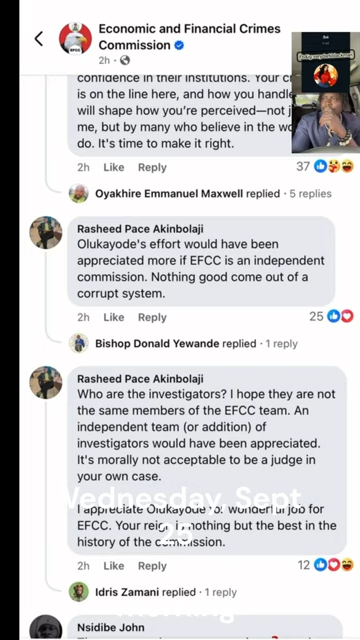 Economic and Financial Crimes
Commission
2h
EFCC
confidence in their institutions. Your
is on the line here, and how you handle
will shape how you're perceived—not
me, but by many who believe in the
do. It's time to make it right.
2h Like Reply 37
Oyakhire Emmanuel Maxwell replied · 5 replies
Rasheed Pace Akinbolaji
Olukayode's effort would have been
appreciated more if EFCC is an independent
commission. Nothing good come out of a
corrupt system.
2h Like Reply 25
Bishop Donald Yewande replied · 1 reply
Rasheed Pace Akinbolaji
Who are the investigators? I hope they are not
the same members of the EFCC team. An
independent team (or addition) of
investigators would have been appreciated.
It's morally not acceptable to be a judge in
your own case.
Wednesday, Sept
I appreciate Olukayode wonderful job for
EFCC. Your reign is nothing but the best in the
25
history of the commission.
2h Like Reply 12
Idris Zamani replied · 1 reply
morning
Nsidibe John